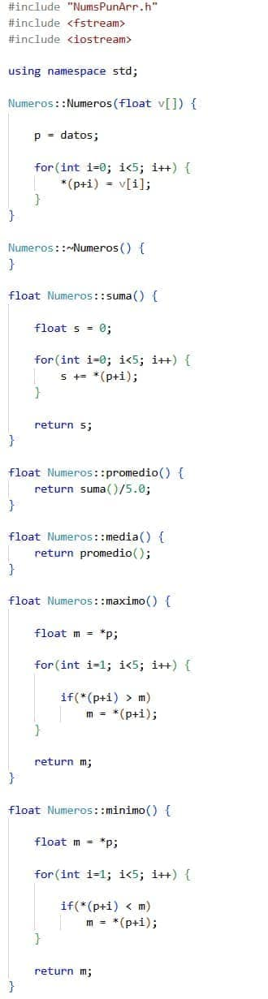 #include "NumsPunArr.h"
#include <fstream>
#include <iostream>

using namespace std;

Numeros::Numeros(float v[]) {

    p = datos;

    for(int i=0; i<5; i++) {
        *(p+i) = v[i];
    }
}

Numeros::~Numeros() {
}

float Numeros::suma() {

    float s = 0;

    for(int i=0; i<5; i++) {
        s += *(p+i);
    }

    return s;
}

float Numeros::promedio() {
    return suma()/5.0;
}

float Numeros::media() {
    return promedio();
}

float Numeros::maximo() {

    float m = *p;

    for(int i=1; i<5; i++) {

        if(*(p+i) > m)
            m = *(p+i);
    }

    return m;
}

float Numeros::minimo() {

    float m = *p;

    for(int i=1; i<5; i++) {

        if(*(p+i) < m)
            m = *(p+i);
    }

    return m;
}